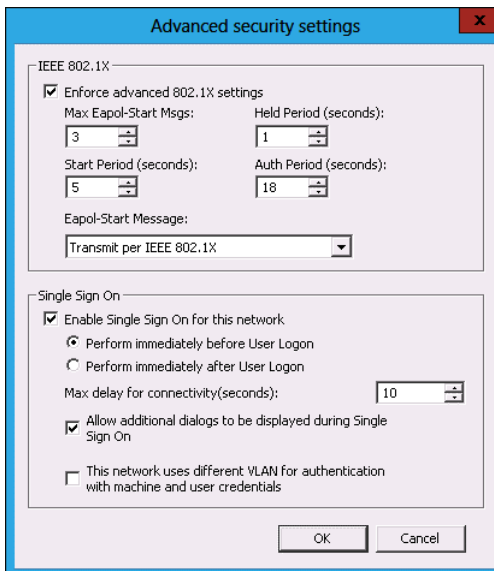 Advanced security settings
x
IEEE 802.1X
Enforce advanced 802.1X settings
Max Eapol-Start Msgs:
Held Period (seconds):
3
1
Start Period (seconds):
Auth Period (seconds):
5
18
Eapol-Start Message:
Transmit per IEEE 802.1X
Single Sign On
Enable Single Sign On for this network
Perform immediately before User Logon
Perform immediately after User Logon
Max delay for connectivity(seconds):
10
Allow additional dialogs to be displayed during Single
Sign On
This network uses different VLAN for authentication
with machine and user credentials
OK
Cancel